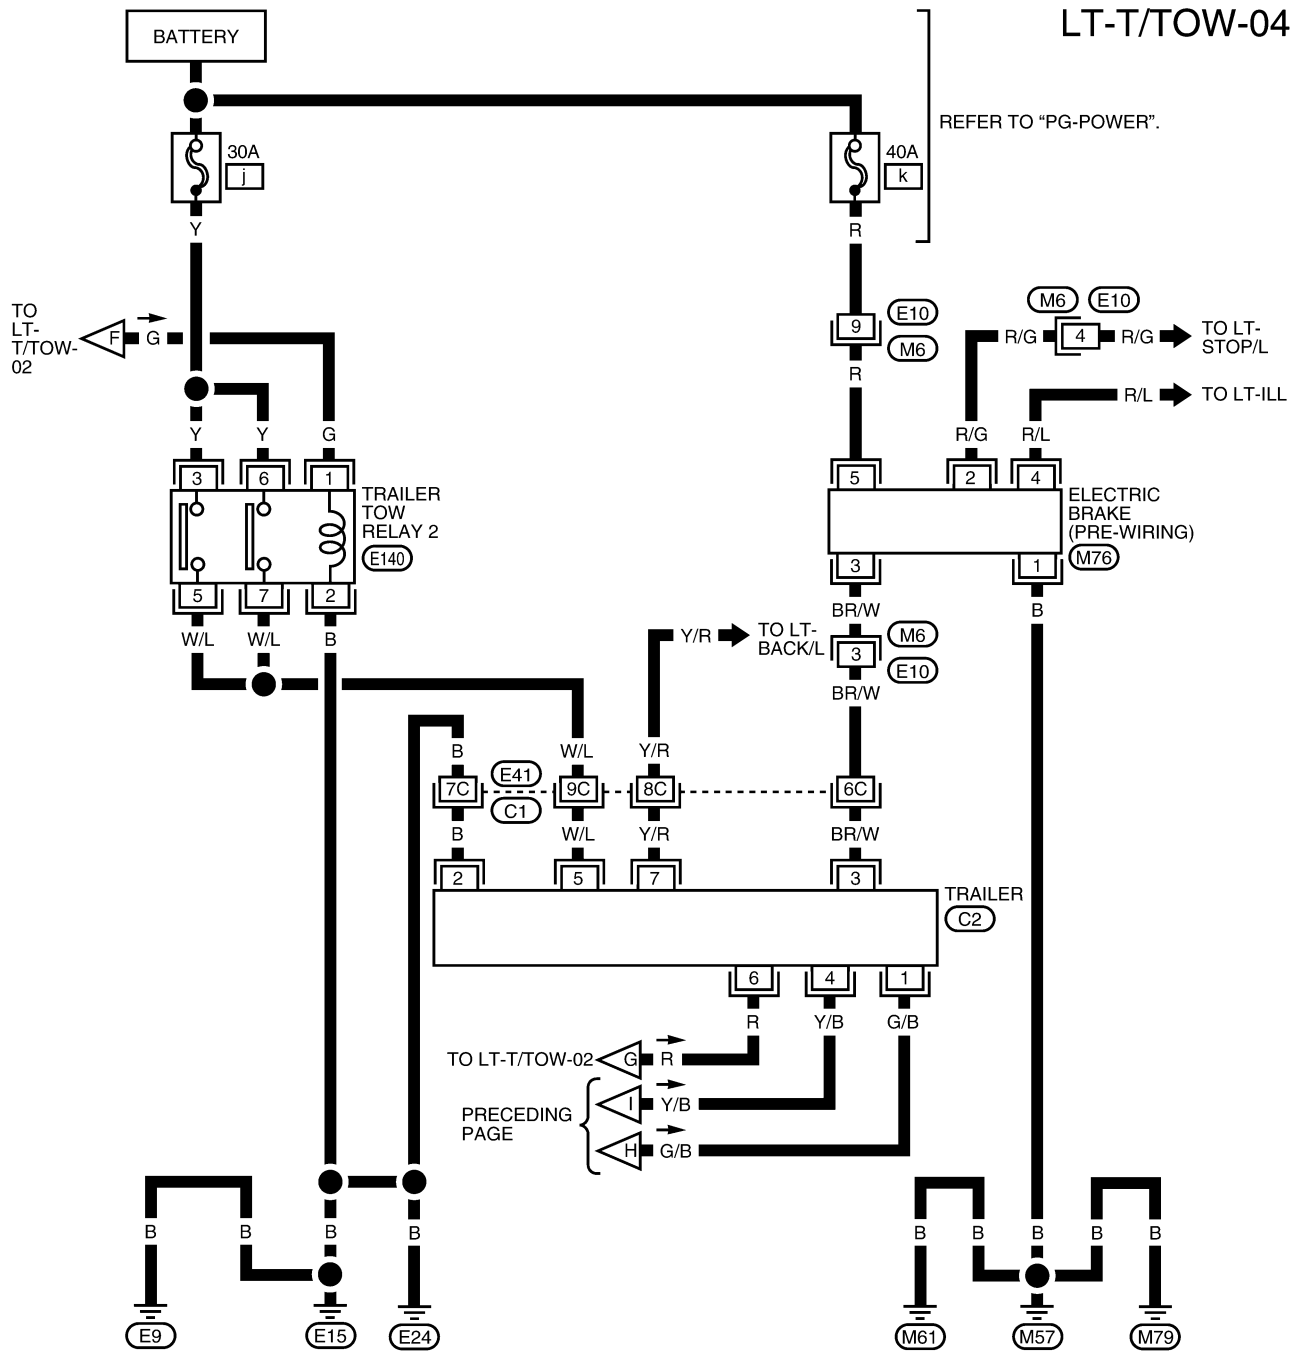 LT-T/TOW-04
BATTERY
REFER TO “PG-POWER”.
30A
j
40A
k
Y
R
TO
LT-
T/TOW-
02
F
G
9
E10
M6
R
M6
E10
R/G
4
R/G
TO LT-
STOP/L
R/L
TO LT-ILL
Y
Y
G
R/G
R/L
3
6
1
5
2
4
TRAILER
TOW
RELAY 2
E140
ELECTRIC
BRAKE
(PRE-WIRING)
M76
5
7
2
3
1
W/L
W/L
B
BR/W
B
Y/R
TO LT-
BACK/L
3
M6
E10
BR/W
B
W/L
Y/R
7C
E41
C1
9C
8C
6C
B
W/L
Y/R
BR/W
2
5
7
3
TRAILER
C2
6
4
1
R
Y/B
G/B
TO LT-T/TOW-02
G
R
PRECEDING
PAGE
I
Y/B
H
G/B
B
B
B
B
B
B
B
B
B
E9
E15
E24
M61
M57
M79